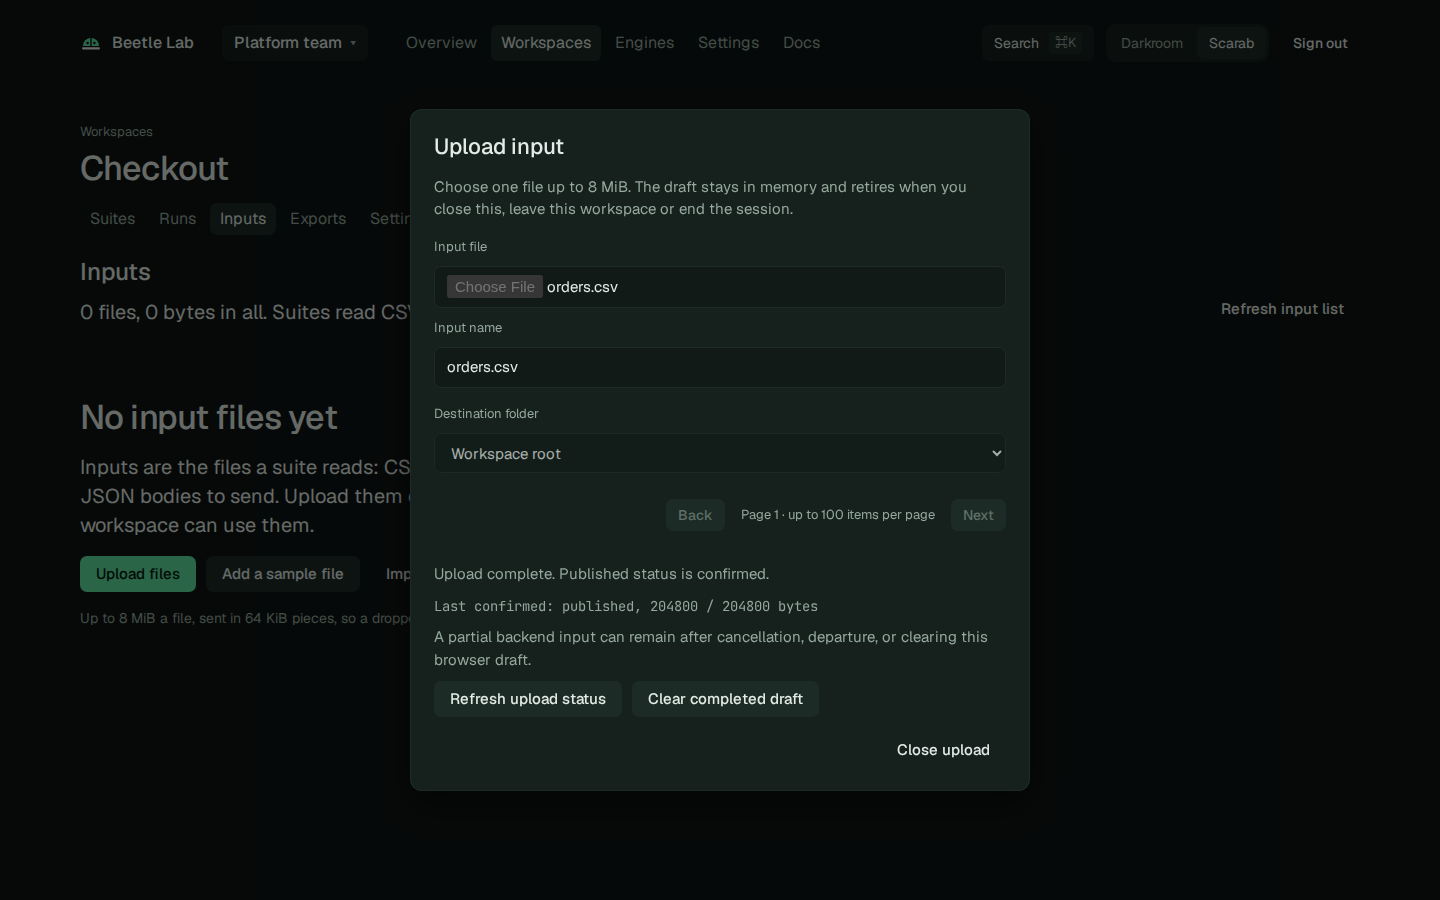 Beetle Lab
Platform team
Overview
Workspaces
Engines
Settings
Docs
Search ⌘K
Darkroom
Scarab
Sign out
Workspaces
Checkout
Suites
Runs
Inputs
Exports
Inputs
0 files, 0 bytes in all. Suites read
Refresh input list
No input files yet
Inputs are the files a suite reads:
JSON bodies to send. Upload them
workspace can use them.
Upload files
Add a sample file
Up to 8 MiB a file, sent in 64 KiB pieces, so a
Upload input
Choose one file up to 8 MiB. The draft stays in memory and retires when you
close this, leave this workspace or end the session.
Input file
Choose File orders.csv
Input name
orders.csv
Destination folder
Workspace root
Back
Page 1 · up to 100 items per page
Next
Upload complete. Published status is confirmed.
Last confirmed: published, 204800 / 204800 bytes
A partial backend input can remain after cancellation, departure, or clearing this
browser draft.
Refresh upload status
Clear completed draft
Close upload